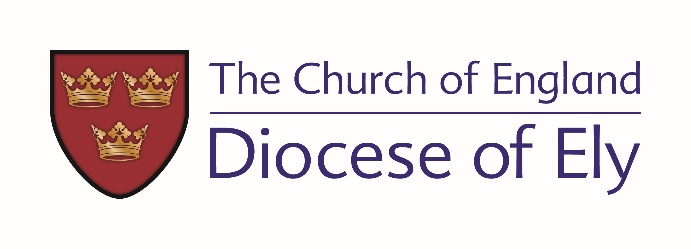 The Church of England
Diocese of Ely